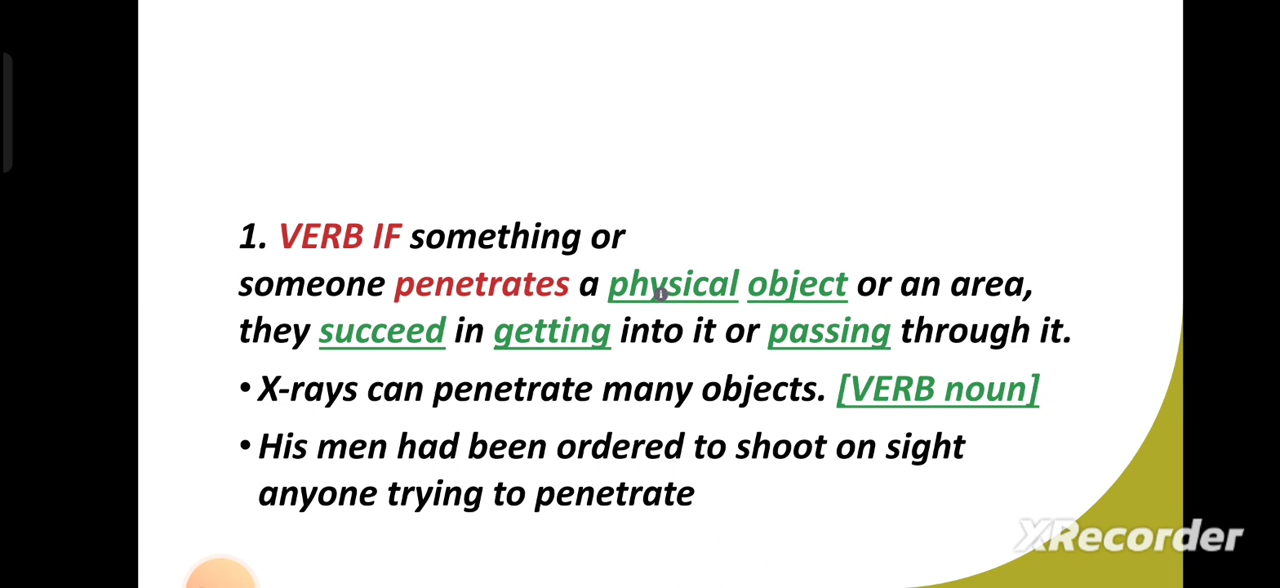 1. VERB IF something or
someone penetrates a physical object or an area,
they succeed in getting into it or passing through it.
• X-rays can penetrate many objects. [VERB noun]
• His men had been ordered to shoot on sight
anyone trying to penetrate
XRecorder